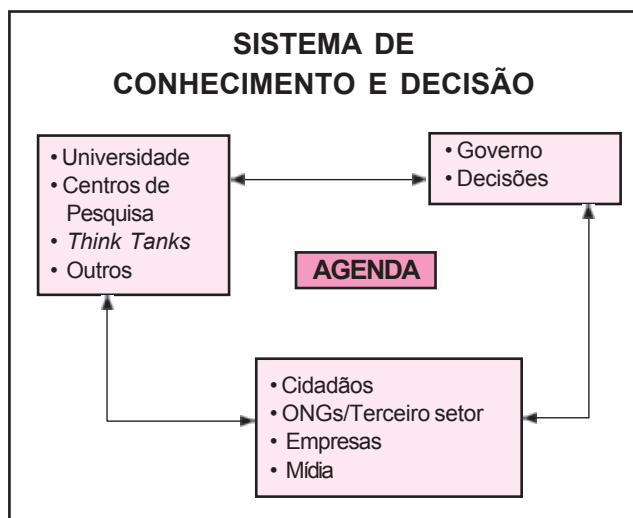 SISTEMA DE
CONHECIMENTO E DECISÃO
• Universidade
• Centros de
Pesquisa
• Think Tanks
• Outros
• Governo
• Decisões
AGENDA
• Cidadãos
• ONGs/Terceiro setor
• Empresas
• Mídia